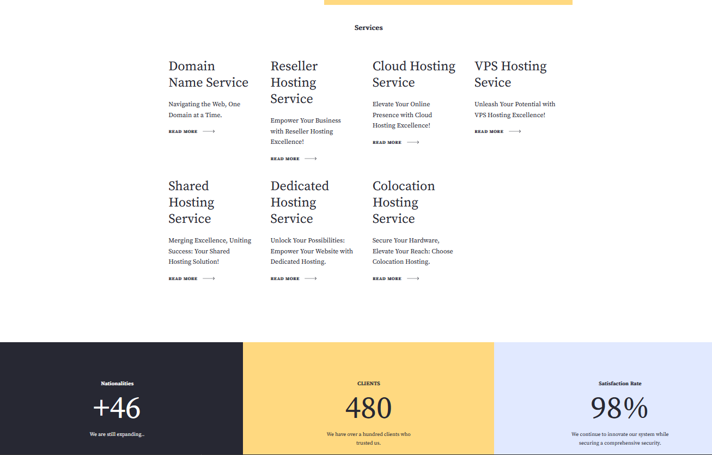 Services
Domain
Name Service
Navigating the Web, One
Domain at a Time.
READ MORE
Reseller
Hosting
Service
Empower Your Business
with Reseller Hosting
Excellence!
READ MORE
Cloud Hosting
Service
Elevate Your Online
Presence with Cloud
Hosting Excellence!
READ MORE
VPS Hosting
Sevice
Unleash Your Potential with
VPS Hosting Excellence!
READ MORE
Shared
Hosting
Service
Merging Excellence, Uniting
Success: Your Shared
Hosting Solution!
READ MORE
Dedicated
Hosting
Service
Unlock Your Possibilities:
Empower Your Website with
Dedicated Hosting.
READ MORE
Colocation
Hosting
Service
Secure Your Hardware,
Elevate Your Reach: Choose
Colocation Hosting.
READ MORE
Nationalities
+46
We are still expanding..
CLIENTS
480
We have over a hundred clients who
trusted us.
Satisfaction Rate
98%
We continue to innovate our system while
securing a comprehensive security.